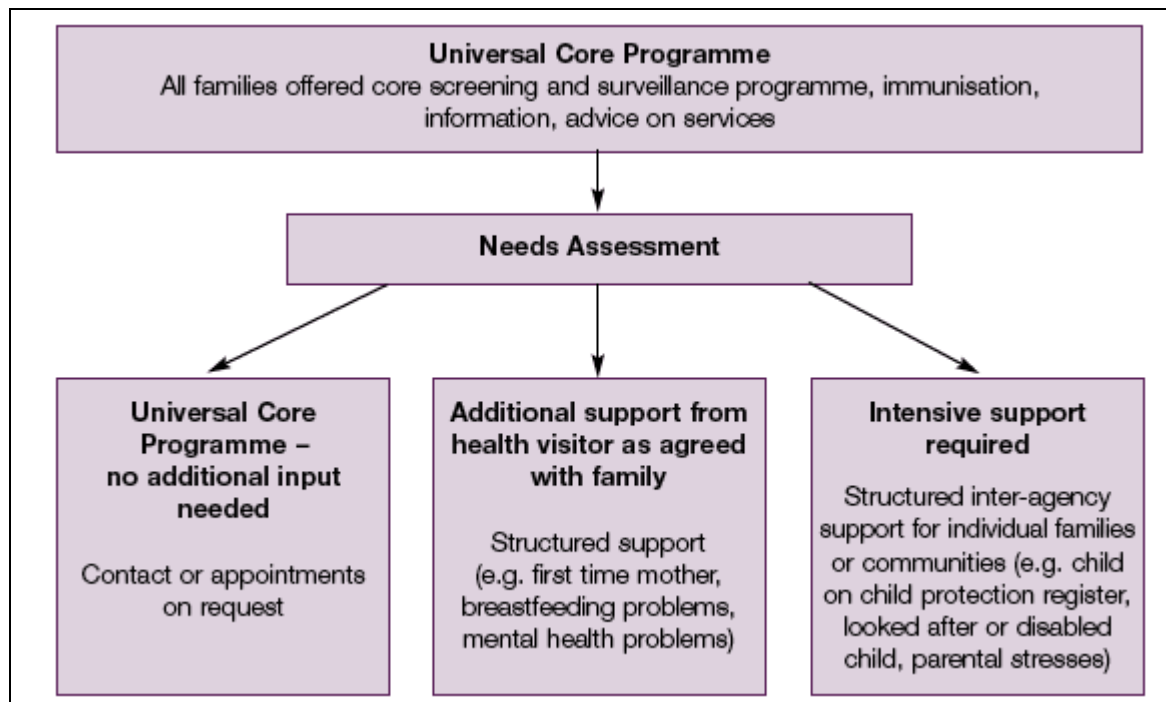 Universal Core Programme
All families offered core screening and surveillance programme, immunisation,
information, advice on services
Needs Assessment
Universal Core
Programme –
no additional input
needed
Contact or appointments
on request
Additional support from
health visitor as agreed
with family
Structured support
(e.g. first time mother,
breastfeeding problems,
mental health problems)
Intensive support
required
Structured inter-agency
support for individual families
or communities (e.g. child
on child protection register,
looked after or disabled
child, parental stresses)